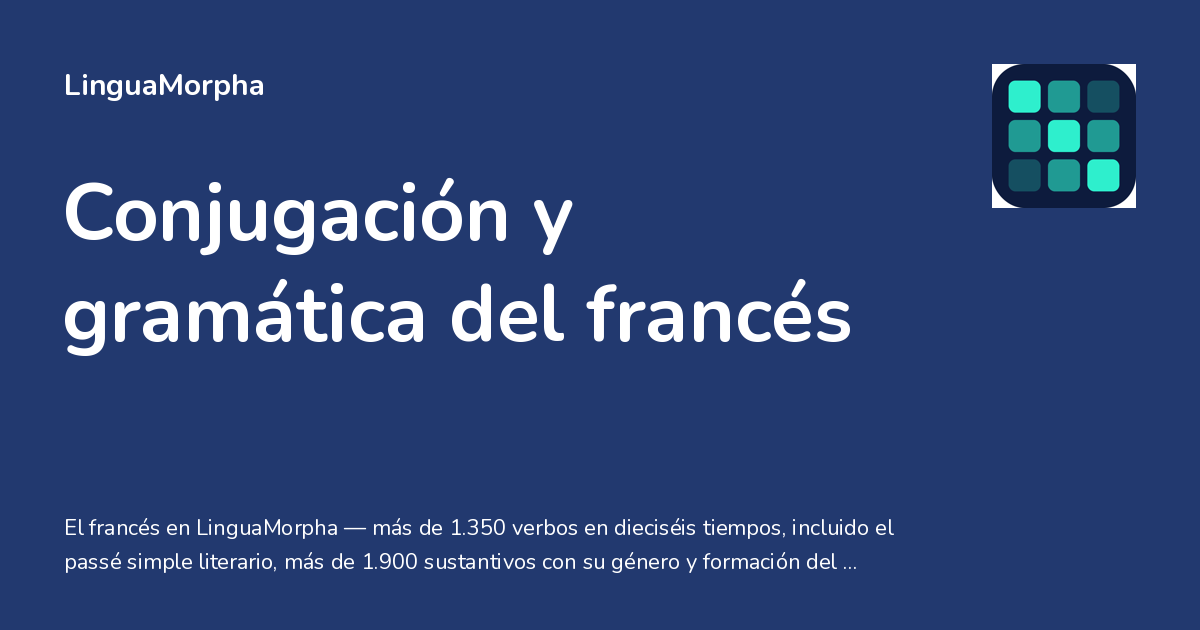 LinguaMorpha
Conjugación y
gramática del francés
El francés en LinguaMorpha — más de 1.350 verbos en dieciséis tiempos, incluido el
passé simple literario, más de 1.900 sustantivos con su género y formación del ...